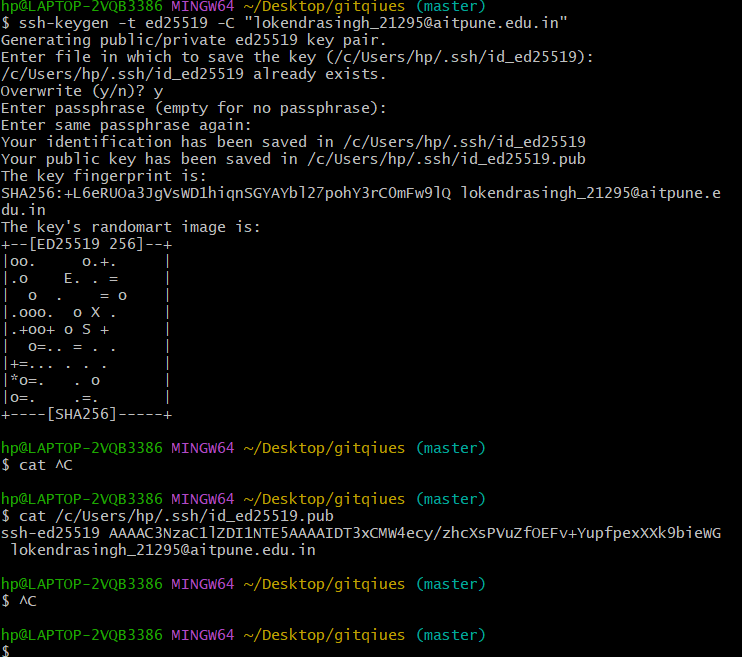 hp@LAPTOP-2VQB3386 MINGW64 ~/Desktop/gitqiues (master)
$ ssh-keygen -t ed25519 -C "lokendrasingh_21295@aitpune.edu.in"
Generating public/private ed25519 key pair.
Enter file in which to save the key (/c/Users/hp/.ssh/id_ed25519):
/c/Users/hp/.ssh/id_ed25519 already exists.
Overwrite (y/n)? y
Enter passphrase (empty for no passphrase):
Enter same passphrase again:
Your identification has been saved in /c/Users/hp/.ssh/id_ed25519
Your public key has been saved in /c/Users/hp/.ssh/id_ed25519.pub
The key fingerprint is:
SHA256:+L6eRUOa3JgVsWD1hiqnSGYAYbl27pohY3rC0mFw9lQ lokendrasingh_21295@aitpune.e
du.in
The key's randomart image is:
+--[ED25519 256]--+
|oo.     o.+.     |
|.o    E. . =     |
|  o  .    = o    |
|.ooo.  o X .     |
|.+oo+ o S +      |
|  o=.. = . .     |
|+=... . . .      |
|*o=.   . o       |
|o=.    .=.       |
+----[SHA256]-----+
hp@LAPTOP-2VQB3386 MINGW64 ~/Desktop/gitqiues (master)
$ cat ^C
hp@LAPTOP-2VQB3386 MINGW64 ~/Desktop/gitqiues (master)
$ cat /c/Users/hp/.ssh/id_ed25519.pub
ssh-ed25519 AAAAC3NzaC1lZDI1NTE5AAAAIDT3xCMW4ecy/zhcXsPVuZfOEFv+YupfpexXXk9bieWG
 lokendrasingh_21295@aitpune.edu.in
hp@LAPTOP-2VQB3386 MINGW64 ~/Desktop/gitqiues (master)
$ ^C
hp@LAPTOP-2VQB3386 MINGW64 ~/Desktop/gitqiues (master)
$